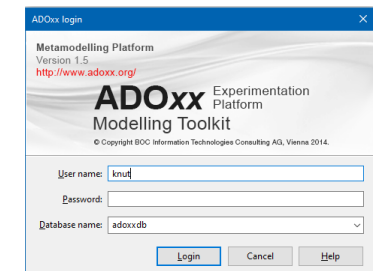 ADOxx login
Metamodelling Platform
Version 1.5
http://www.adoxx.org/
ADOxx Experimentation Platform
Modelling Toolkit
© Copyright BOC Information Technologies Consulting AG, Vienna 2014.
User name: knut
Password:
Database name: adoxxdb
Login Cancel Help